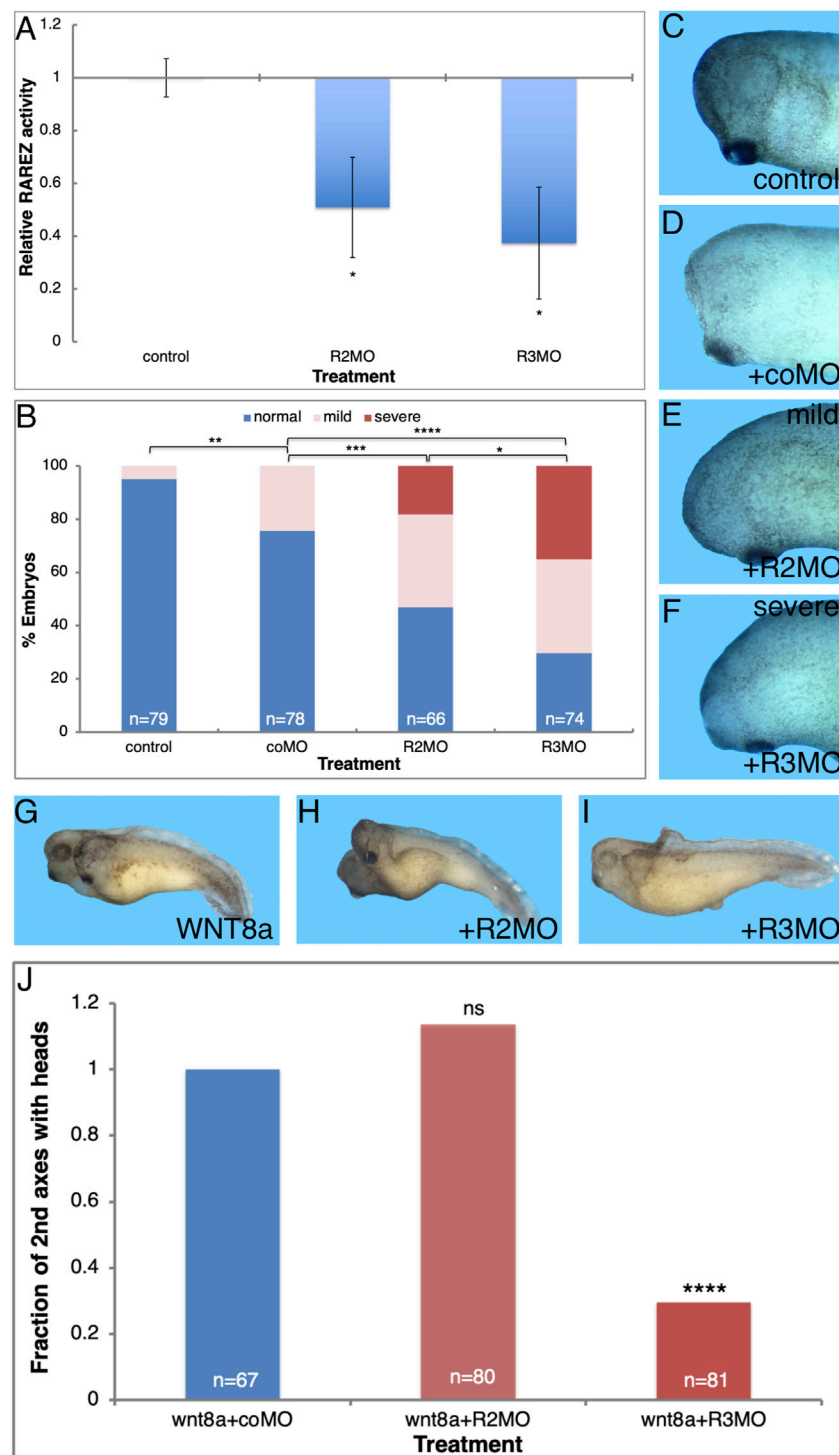 A
1.2
1
0.8
0.6
0.4
0.2
0
Relative RAREZ activity
*
*
control R2MO R3MO
Treatment
B
normal mild severe
****
** *** *
100
80
60
40
20
0
% Embryos
n=79 n=78 n=66 n=74
control coMO R2MO R3MO
Treatment
C
control
D
+coMO
E
mild
+R2MO
F
severe
+R3MO
G
WNT8a
H
+R2MO
I
+R3MO
J
1.2
1
0.8
0.6
0.4
0.2
0
Fraction of 2nd axes with heads
ns
****
n=67 n=80 n=81
wnt8a+coMO wnt8a+R2MO wnt8a+R3MO
Treatment